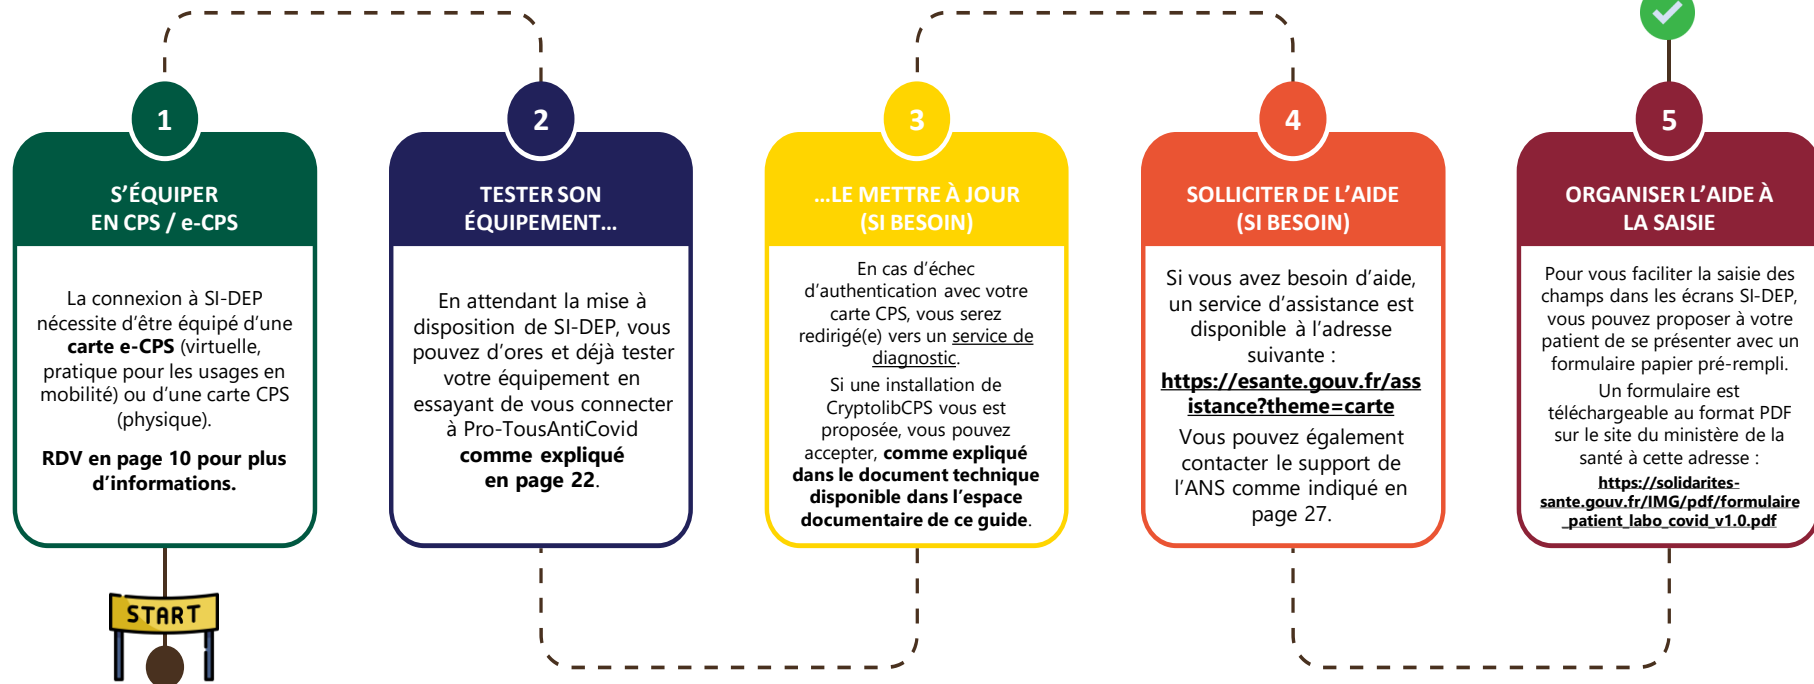 1
S’ÉQUIPER
EN CPS / e-CPS
La connexion à SI-DEP
nécessite d’être équipé d’une
carte e-CPS (virtuelle,
pratique pour les usages en
mobilité) ou d’une carte CPS
(physique).
RDV en page 10 pour plus
d’informations.
START
2
TESTER SON
ÉQUIPEMENT…
En attendant la mise à
disposition de SI-DEP, vous
pouvez d’ores et déjà tester
votre équipement en
essayant de vous connecter
à Pro-TousAntiCovid
comme expliqué
en page 22.
3
…LE METTRE À JOUR
(SI BESOIN)
En cas d’échec
d’authentication avec votre
carte CPS, vous serez
redirigé(e) vers un service de
diagnostic.
Si une installation de
CryptolibCPS vous est
proposée, vous pouvez
accepter, comme expliqué
dans le document technique
disponible dans l’espace
documentaire de ce guide.
4
SOLLICITER DE L’AIDE
(SI BESOIN)
Si vous avez besoin d’aide,
un service d’assistance est
disponible à l’adresse
suivante :
https://esante.gouv.fr/ass
istance?theme=carte
Vous pouvez également
contacter le support de
l’ANS comme indiqué en
page 27.
5
ORGANISER L’AIDE À
LA SAISIE
Pour vous faciliter la saisie des
champs dans les écrans SI-DEP,
vous pouvez proposer à votre
patient de se présenter avec un
formulaire papier pré-rempli.
Un formulaire est
téléchargeable au format PDF
sur le site du ministère de la
santé à cette adresse :
https://solidarites-
sante.gouv.fr/IMG/pdf/formulaire
_patient_labo_covid_v1.0.pdf